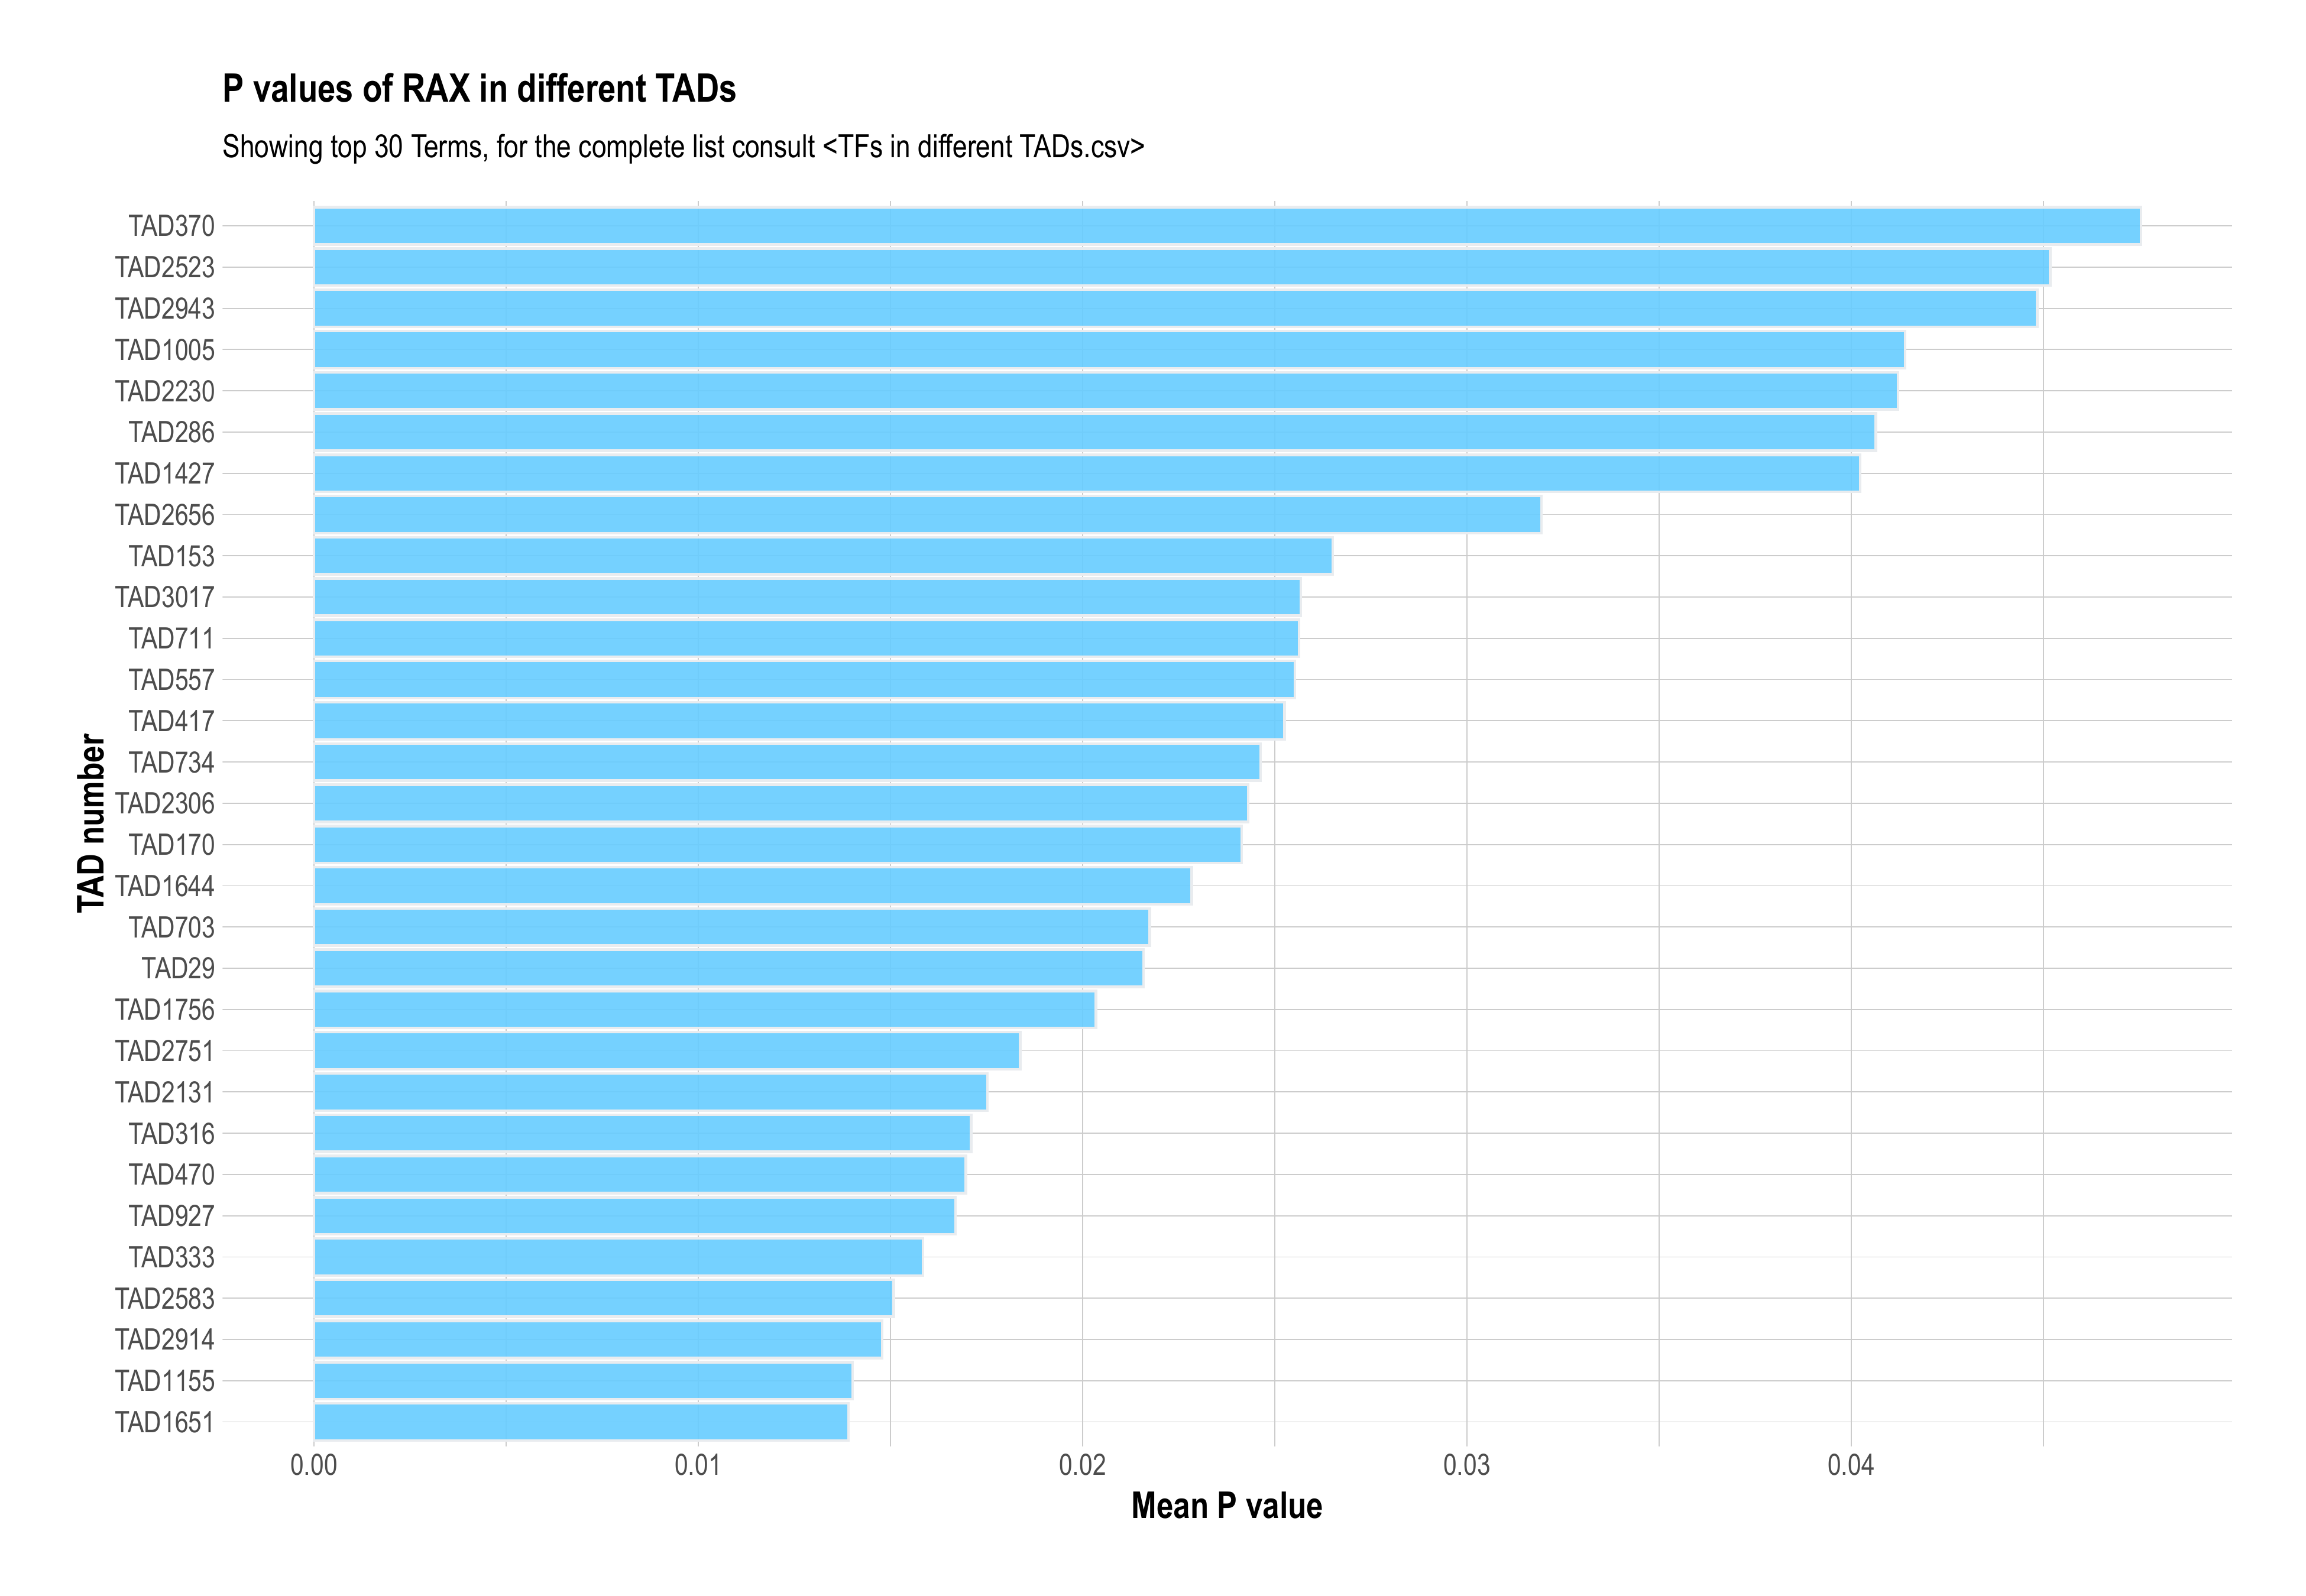 P values of RAX in different TADs
Showing top 30 Terms, for the complete list consult <TFs in different TADs.csv>
TAD number
TAD370
TAD2523
TAD2943
TAD1005
TAD2230
TAD286
TAD1427
TAD2656
TAD153
TAD3017
TAD711
TAD557
TAD417
TAD734
TAD2306
TAD170
TAD1644
TAD703
TAD29
TAD1756
TAD2751
TAD2131
TAD316
TAD470
TAD927
TAD333
TAD2583
TAD2914
TAD1155
TAD1651
0.00 0.01 0.02 0.03 0.04
Mean P value